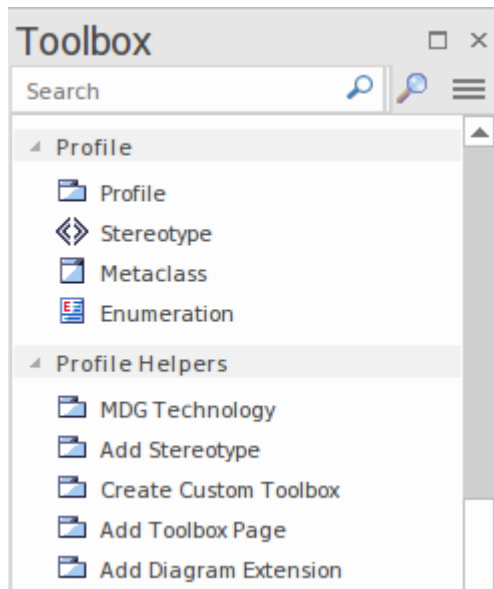 Toolbox
Search
Profile
Profile
Stereotype
Metaclass
Enumeration
Profile Helpers
MDG Technology
Add Stereotype
Create Custom Toolbox
Add Toolbox Page
Add Diagram Extension